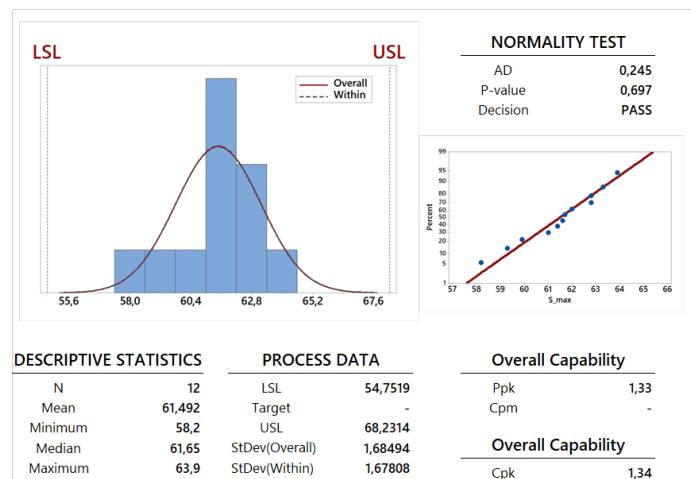 LSL USL
Overall
Within
55,6 58,0 60,4 62,8 65,2 67,6
NORMALITY TEST
AD 0,245
P-value 0,697
Decision PASS
99
95
90
80
70
60
50
40
30
20
10
5
1
Percent
57 58 59 60 61 62 63 64 65 66
S_max
DESCRIPTIVE STATISTICS
N 12
Mean 61,492
Minimum 58,2
Median 61,65
Maximum 63,9
PROCESS DATA
LSL 54,7519
Target -
USL 68,2314
StDev(Overall) 1,68494
StDev(Within) 1,67808
Overall Capability
Ppk 1,33
Cpm -
Overall Capability
Cpk 1,34